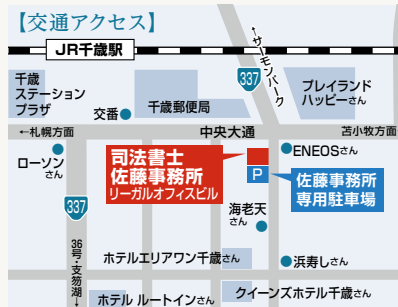 【交通アクセス】
JR千歳駅
←サーモンパーク
337
千歳
ステーション
プラザ
交番
千歳郵便局
プレイランド
ハッピーさん
←札幌方面
中央大通
苫小牧方面
ローソン
さん
司法書士
佐藤事務所
リーガルオフィスビル
P
ENEOSさん
佐藤事務所
専用駐車場
337
海老天
さん
36号・支笏湖→
ホテルエリアワン千歳さん
浜寿しさん
ホテル ルートインさん
クイーンズホテル千歳さん